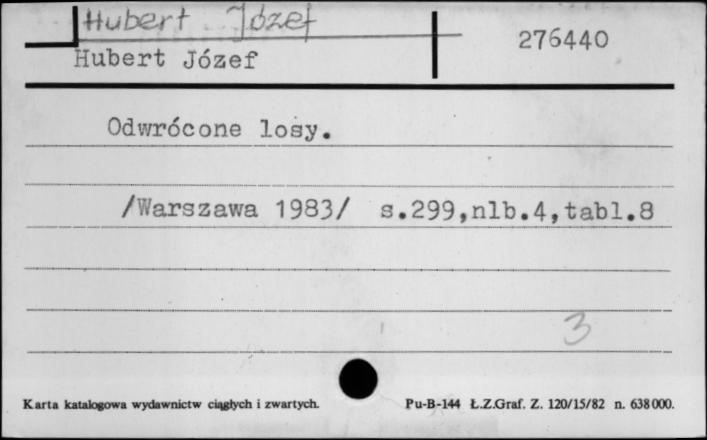 Hubert Józef
276440
Hubert Józef
Odwrócone losy.
/Warszawa 1983/ s.299,nlb.4,tabl.8
3
Karta katalogowa wydawnictw ciągłych i zwartych. Pu-B-144 Ł.Z.Graf. Z. 120/15/82 n. 638000.